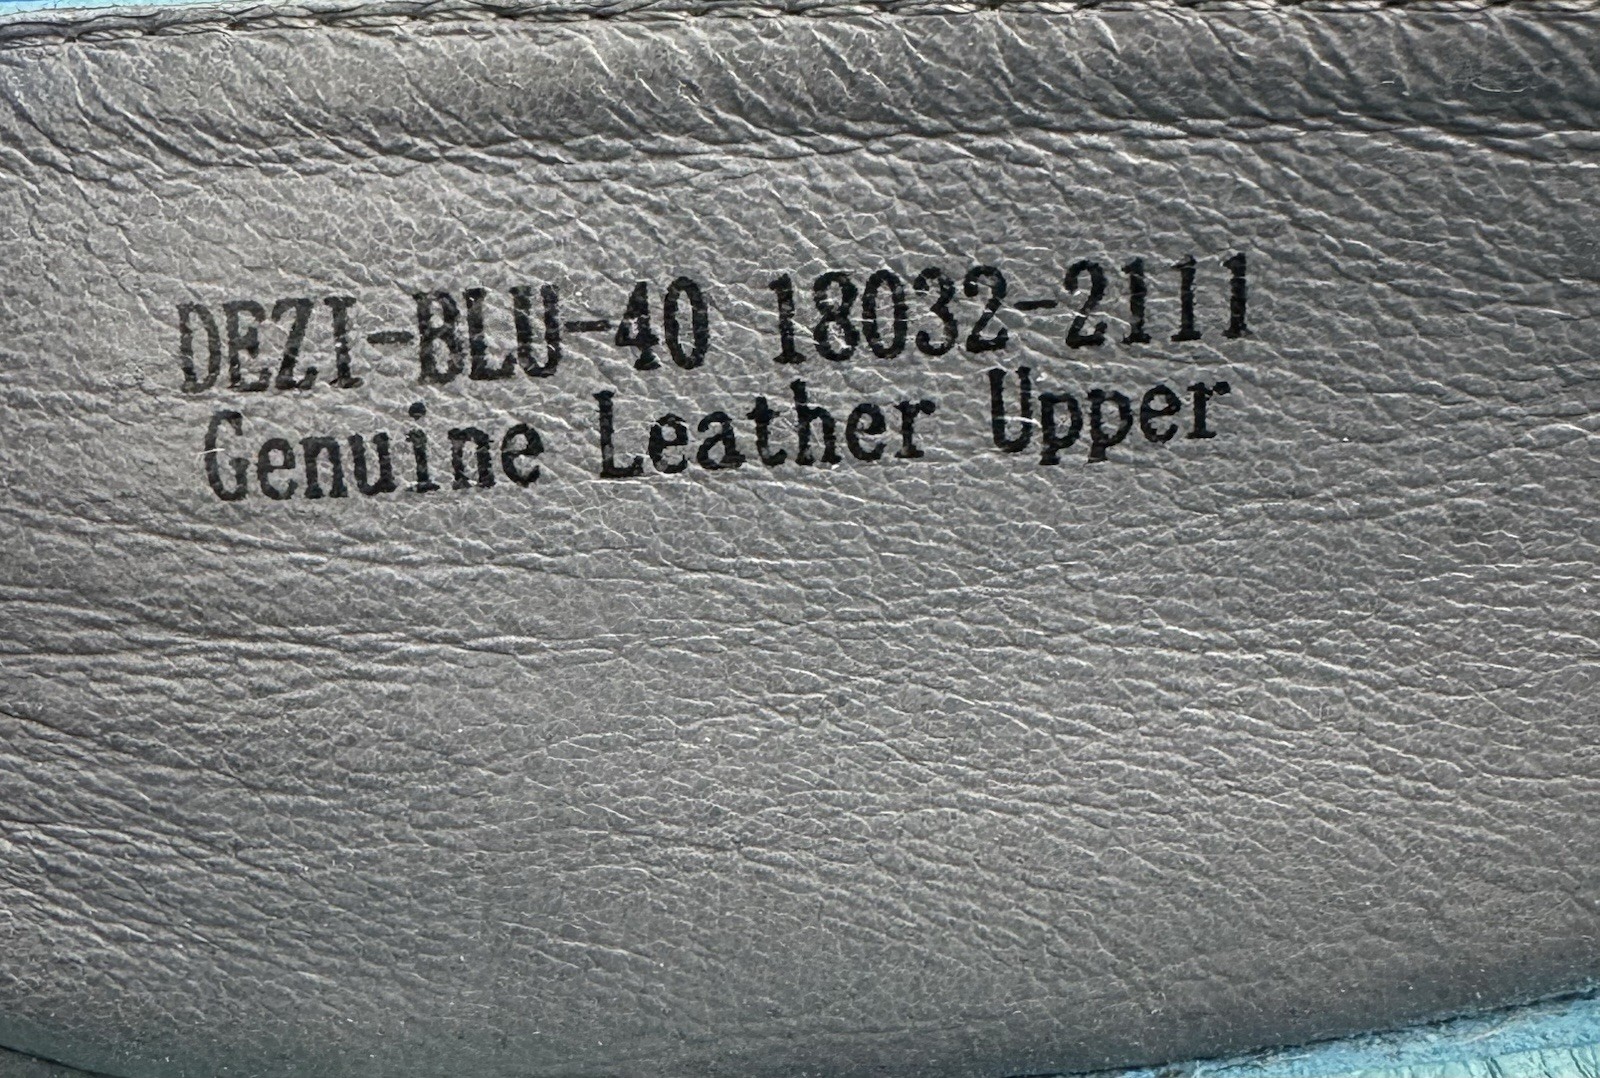 DEZI-BLU-40 18032-2111
Genuine Leather Upper